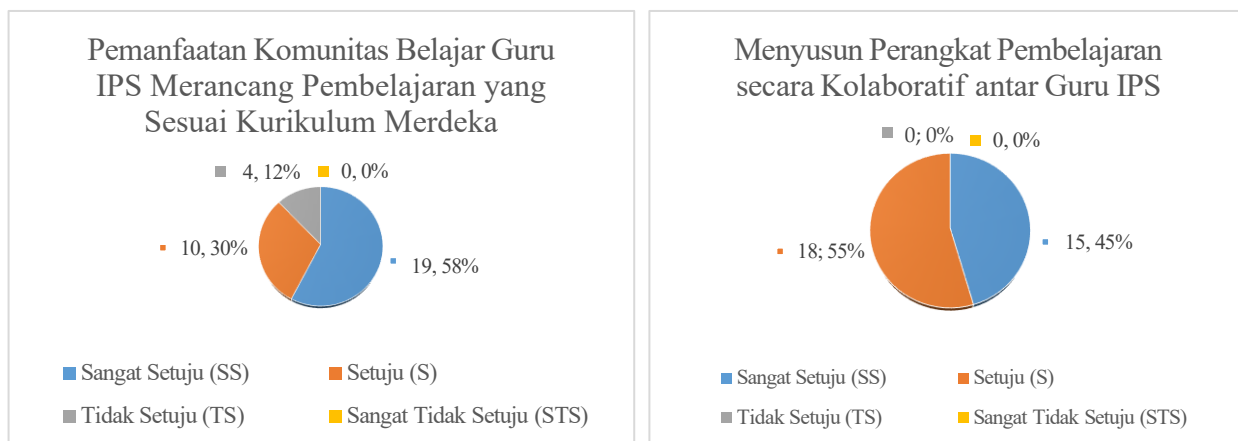 Pemanfaatan Komunitas Belajar Guru
IPS Merancang Pembelajaran yang
Sesuai Kurikulum Merdeka
4, 12%
0, 0%
10, 30%
19, 58%
Sangat Setuju (SS)
Setuju (S)
Tidak Setuju (TS)
Sangat Tidak Setuju (STS)
Menyusun Perangkat Pembelajaran
secara Kolaboratif antar Guru IPS
0; 0%
0, 0%
18; 55%
15, 45%
Sangat Setuju (SS)
Setuju (S)
Tidak Setuju (TS)
Sangat Tidak Setuju (STS)